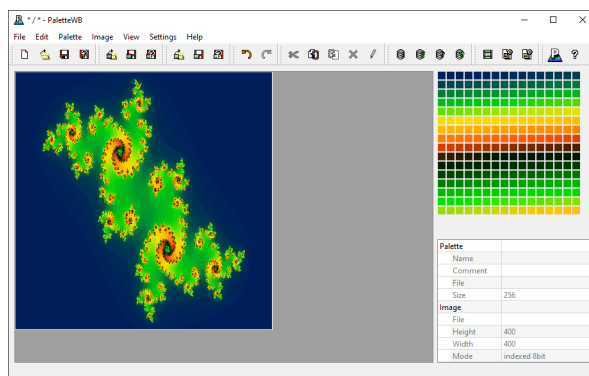 * / * - PaletteWB
File Edit Palette Image View Settings Help
Palette
Name
Comment
File
Size 256
Image
File
Height 400
Width 400
Mode indexed 8bit